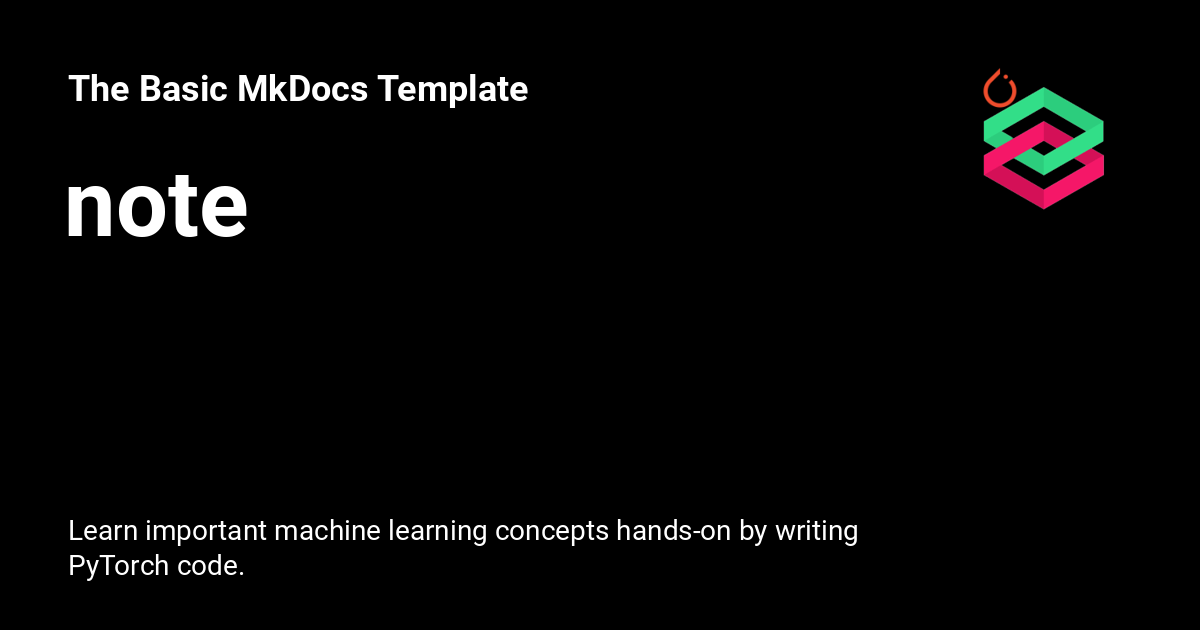 The Basic MkDocs Template
note
Learn important machine learning concepts hands-on by writing
PyTorch code.